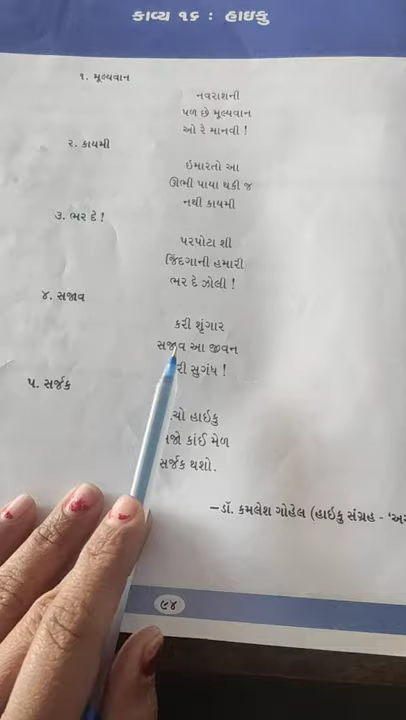 કાવ્ય ૧૬ : હાઇકુ
૧. મૂલ્યવાન
નવરાશની
પળ છે મૂલ્યવાન
ઓ રે માનવી !
૨. કાયમી
ઇમારતો આ
ઊભી પાયા થકી જ
નથી કાયમી
૩. ભર દે !
પરપોટા શી
જિંદગાની હમારી
ભર દે ઝોલી !
૪. સજાવ
કરી શૃંગાર
સજાવ આ જીવન
રી સુગંધ !
૫. સર્જક
ચો હાઇકુ
જો કાંઈ મેળ
સર્જક થશો.
–ડૉ. કમલેશ ગોહેલ (હાઇકુ સંગ્રહ - ‘અ
૯૪